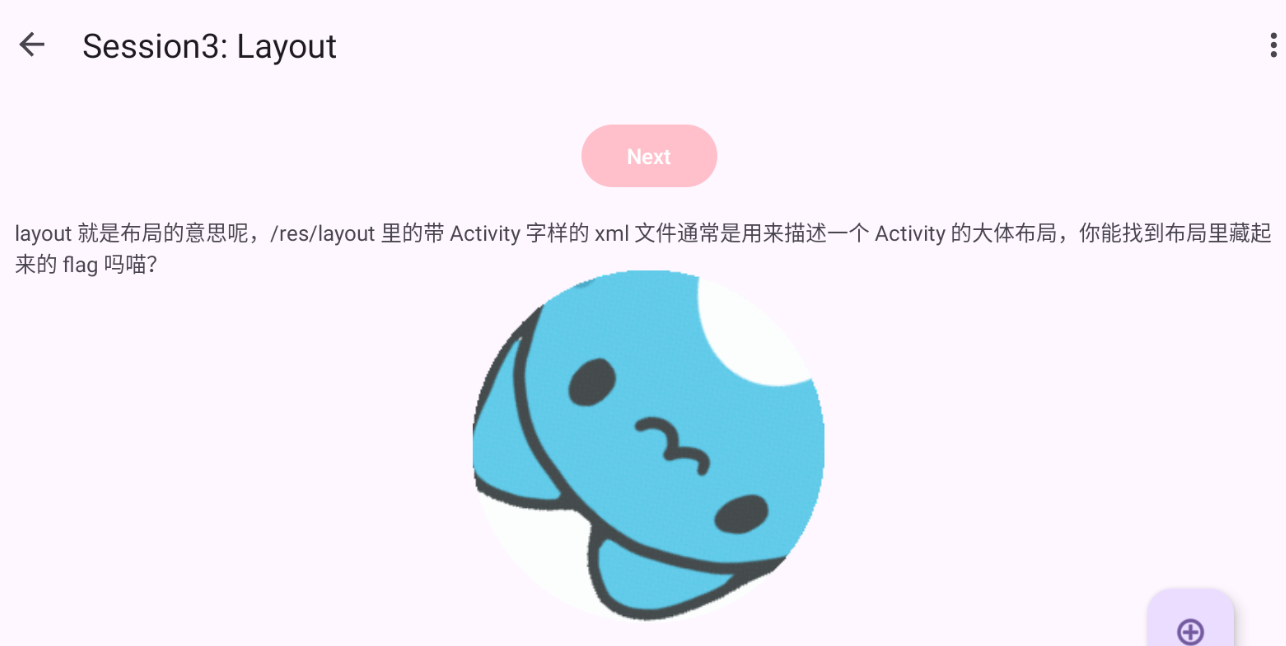 Session3: Layout
Next
layout 就是布局的意思呢，/res/layout 里的带 Activity 字样的 xml 文件通常是用来描述一个 Activity 的大体布局，你能找到布局里藏起
来的 flag 吗喵？